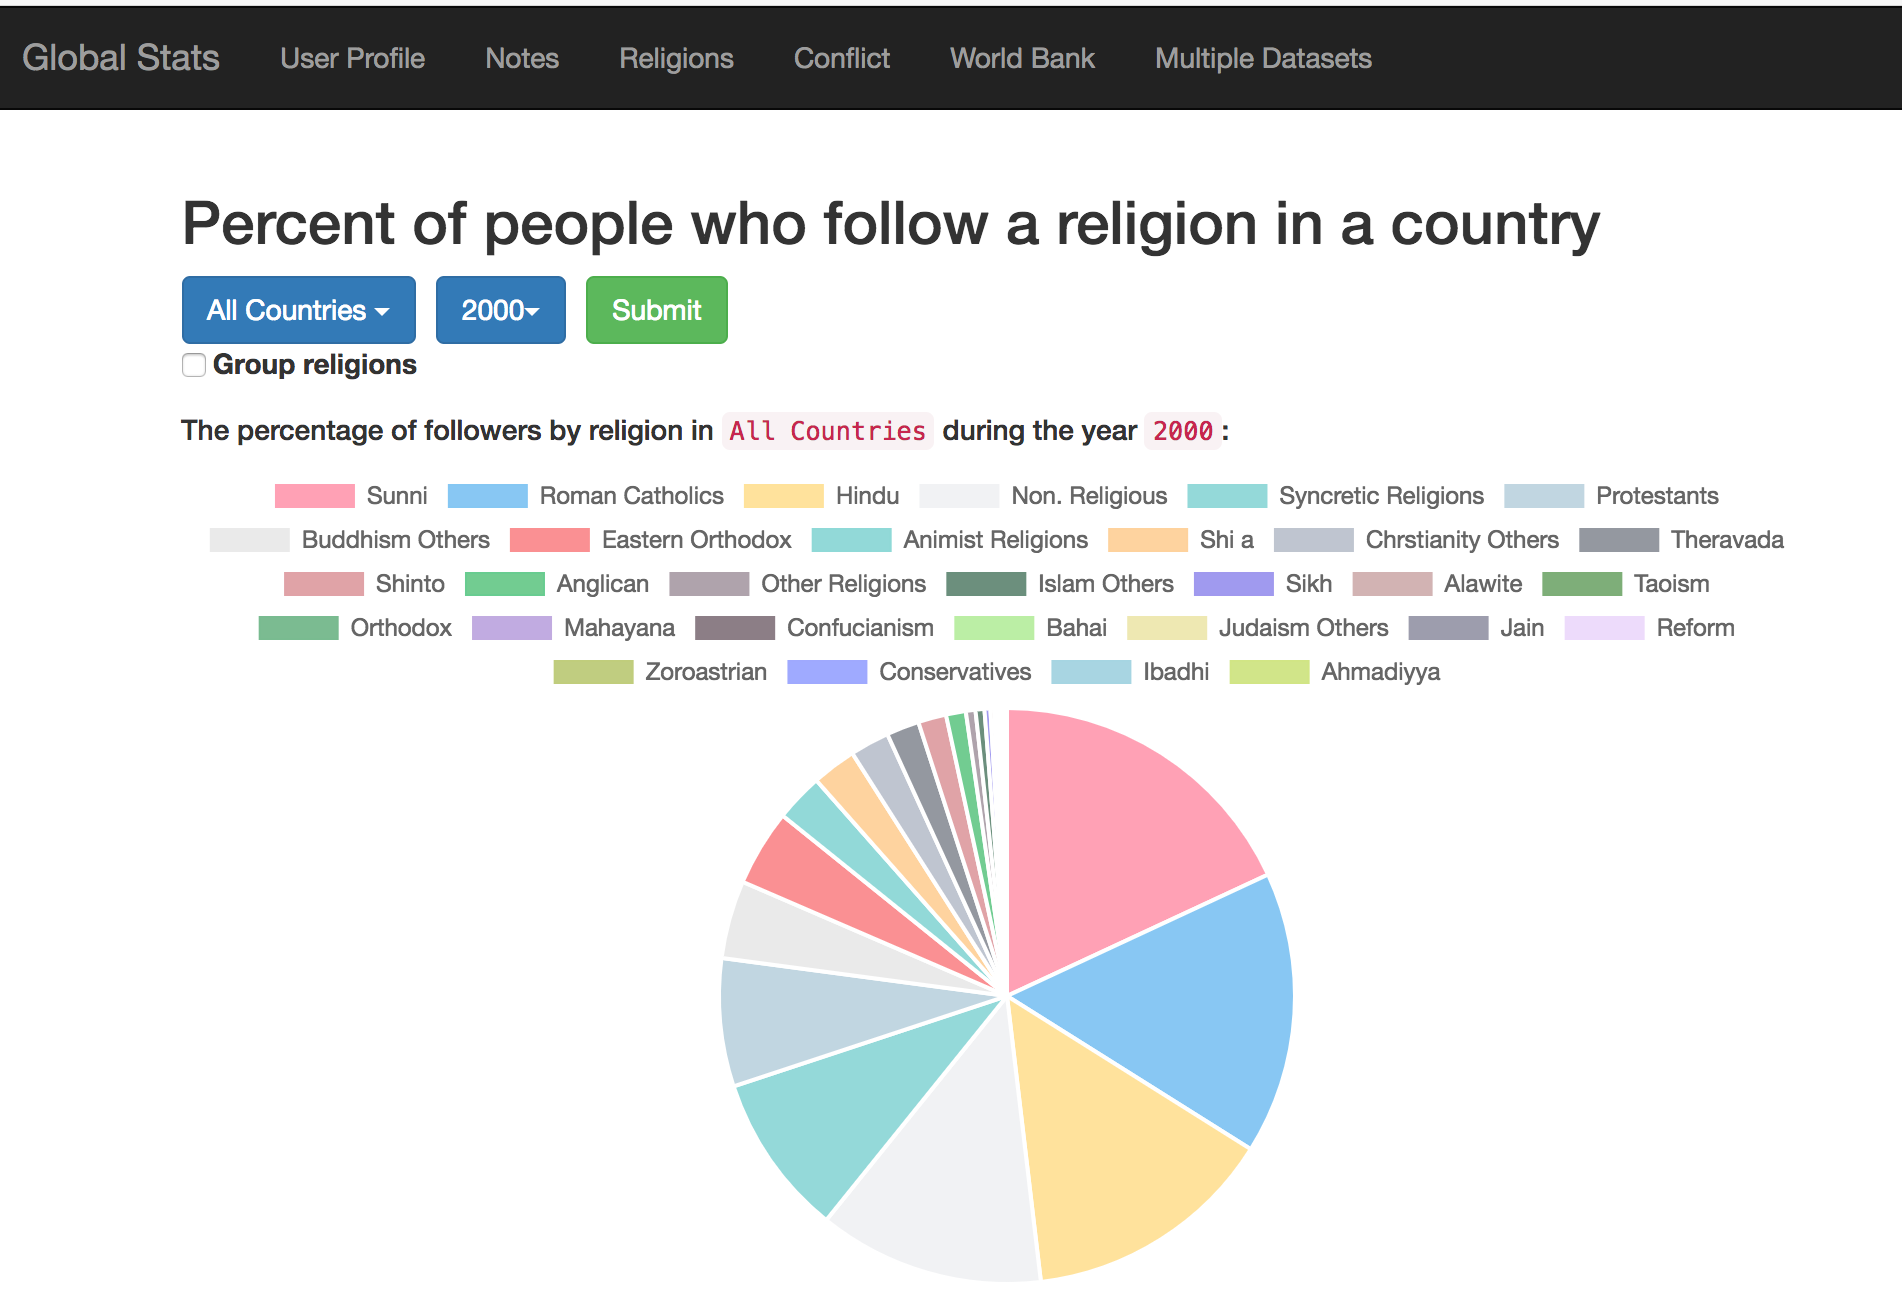 Global Stats User Profile Notes Religions Conflict World Bank Multiple Datasets
Percent of people who follow a religion in a country
All Countries 2000 Submit
Group religions
The percentage of followers by religion in All Countries during the year 2000:
Sunni Roman Catholics Hindu Non. Religious Syncretic Religions Protestants
Buddhism Others Eastern Orthodox Animist Religions Shi a Chrstianity Others Theravada
Shinto Anglican Other Religions Islam Others Sikh Alawite Taoism
Orthodox Mahayana Confucianism Bahai Judaism Others Jain Reform
Zoroastrian Conservatives Ibadhi Ahmadiyya